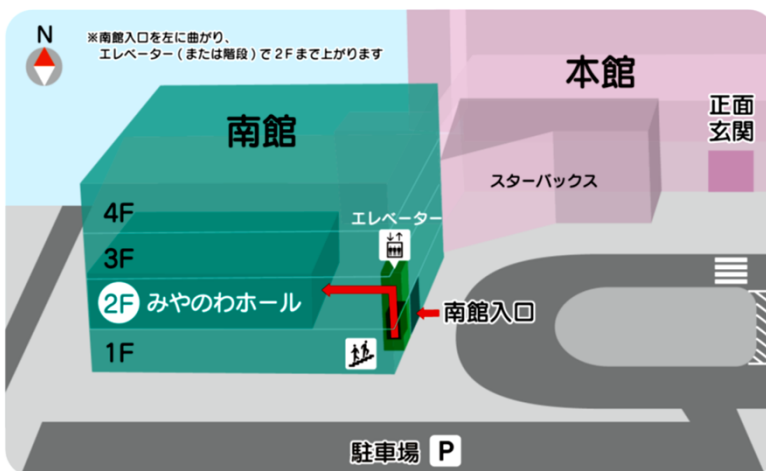 N
※南館入口を左に曲がり、
エレベーター(または階段)で2Fまで上がります
本館
正面
玄関
南館
スターバックス
4F
エレベーター
3F
2F みやのわホール
南館入口
1F
駐車場 P